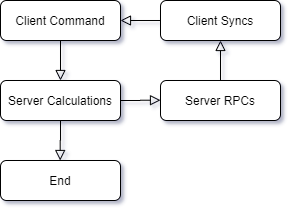 Client Command
Client Syncs
Server Calculations
Server RPCs
End